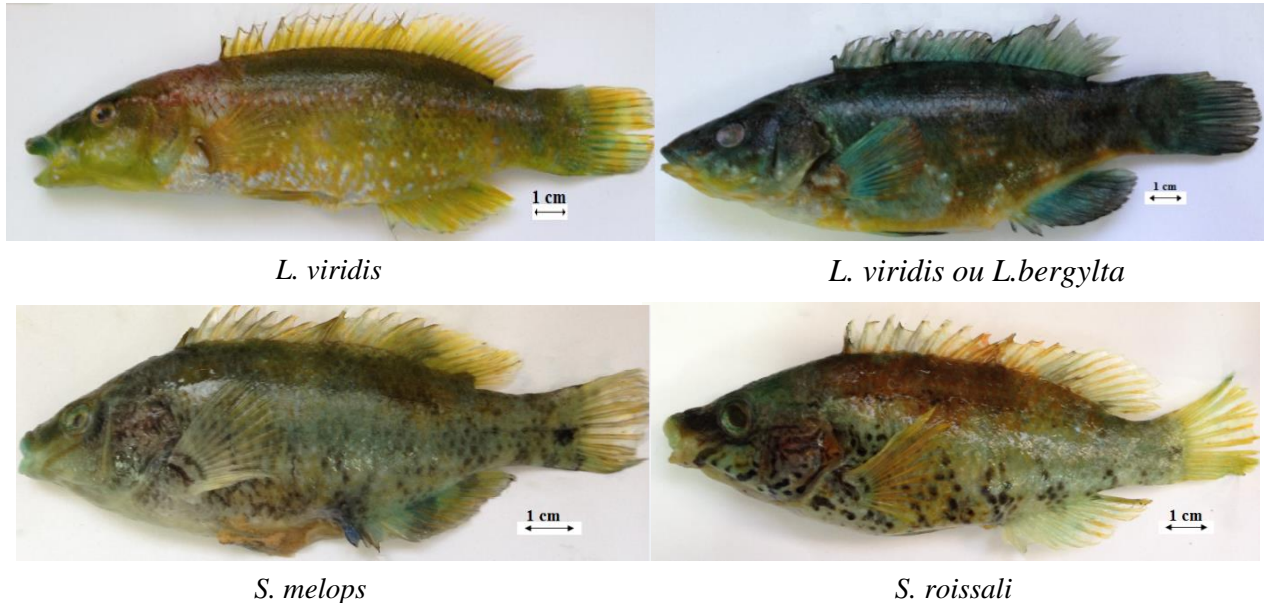 1 cm
1 cm
L. viridis
L. viridis ou L.bergylta
1 cm
1 cm
S. melops
S. roissali